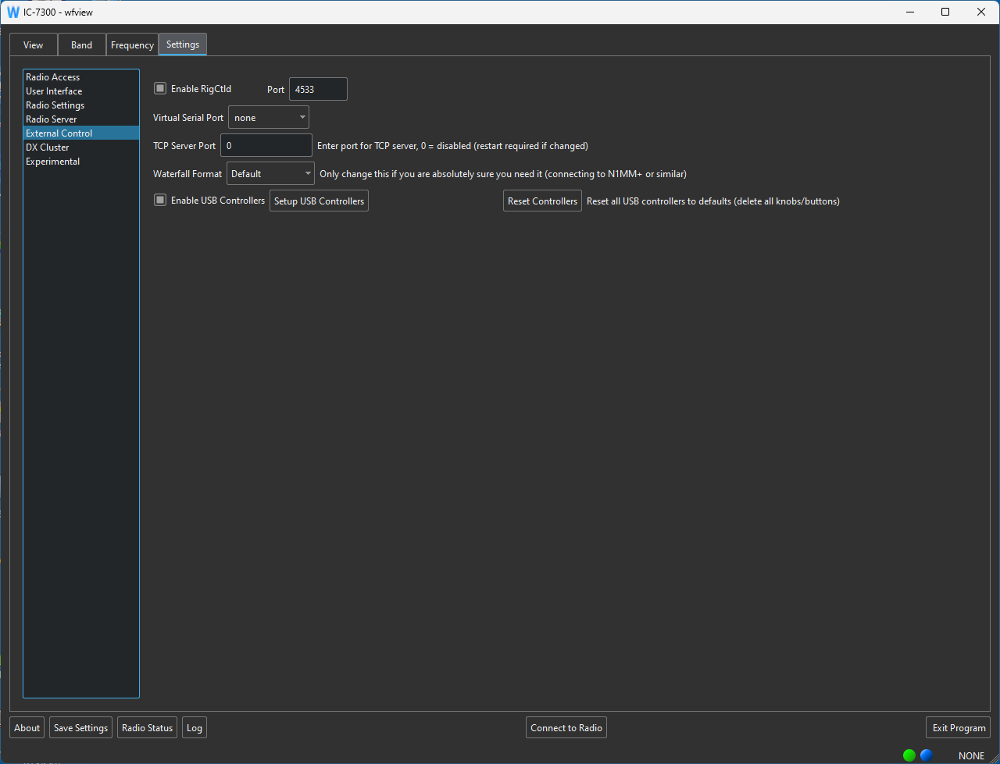 IC-7300 - wfview
View Band Frequency Settings
Radio Access
User Interface
Radio Settings
Radio Server
External Control
DX Cluster
Experimental
Enable RigCtld Port 4533
Virtual Serial Port none
TCP Server Port 0 Enter port for TCP server, 0 = disabled (restart required if changed)
Waterfall Format Default Only change this if you are absolutely sure you need it (connecting to N1MM+ or similar)
Enable USB Controllers Setup USB Controllers Reset Controllers Reset all USB controllers to defaults (delete all knobs/buttons)
About Save Settings Radio Status Log Connect to Radio Exit Program
NONE